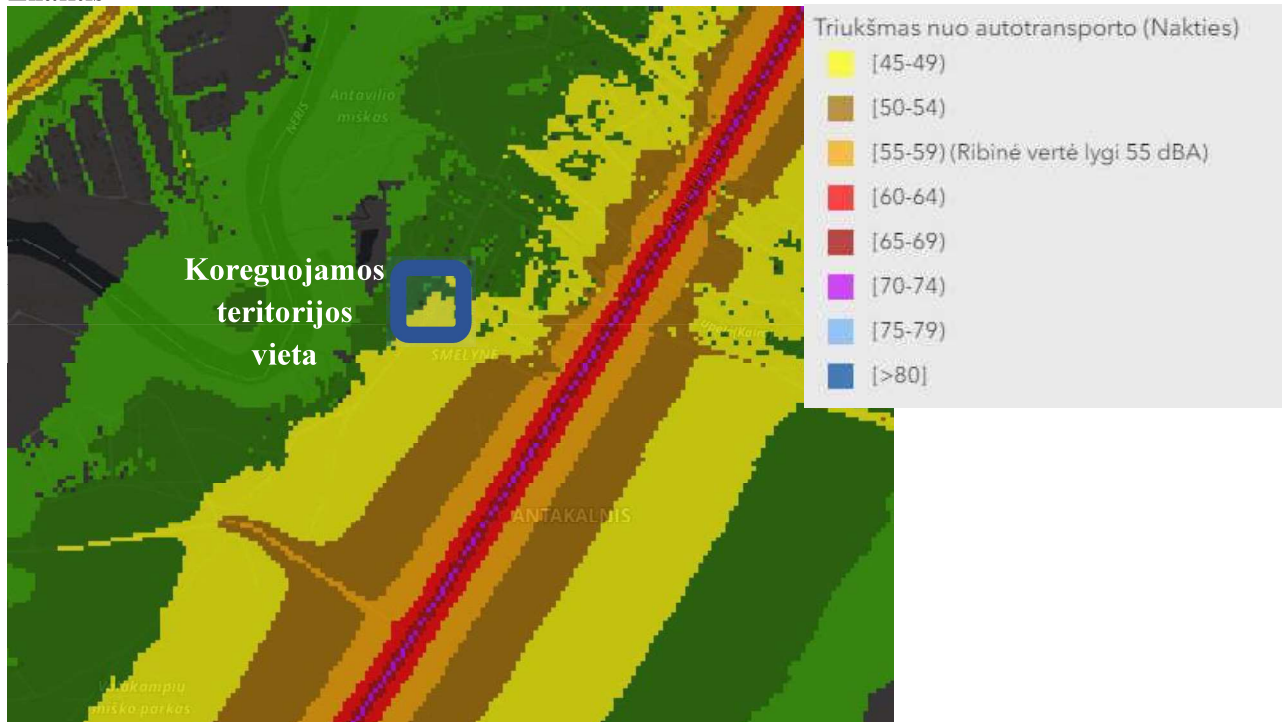 Triukšmas nuo autotransporto (Nakties)
[45-49)
[50-54)
[55-59) (Ribinė vertė lygi 55 dBA)
[60-64)
[65-69)
[70-74)
[75-79)
[>80]
Antavilio
miškas
NERIS
Koreguojamos
teritorijos
vieta
SMĖLYNĖ
ANTAKALNIS
miško parkas